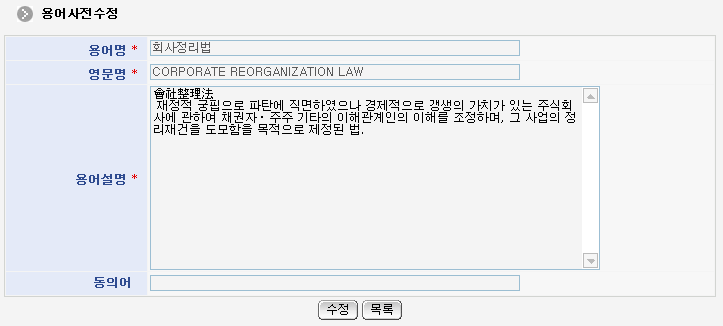 용어사전수정
용어명 * 회사정리법
영문명 * CORPORATE REORGANIZATION LAW
용어설명 *
會社整理法
재정적 궁핍으로 파탄에 직면하였으나 경제적으로 갱생의 가치가 있는 주식회
사에 관하여 채권자· 주주 기타의 이해관계인의 이해를 조정하며, 그 사업의 정
리재건을 도모함을 목적으로 제정된 법.
동의어
수정 목록